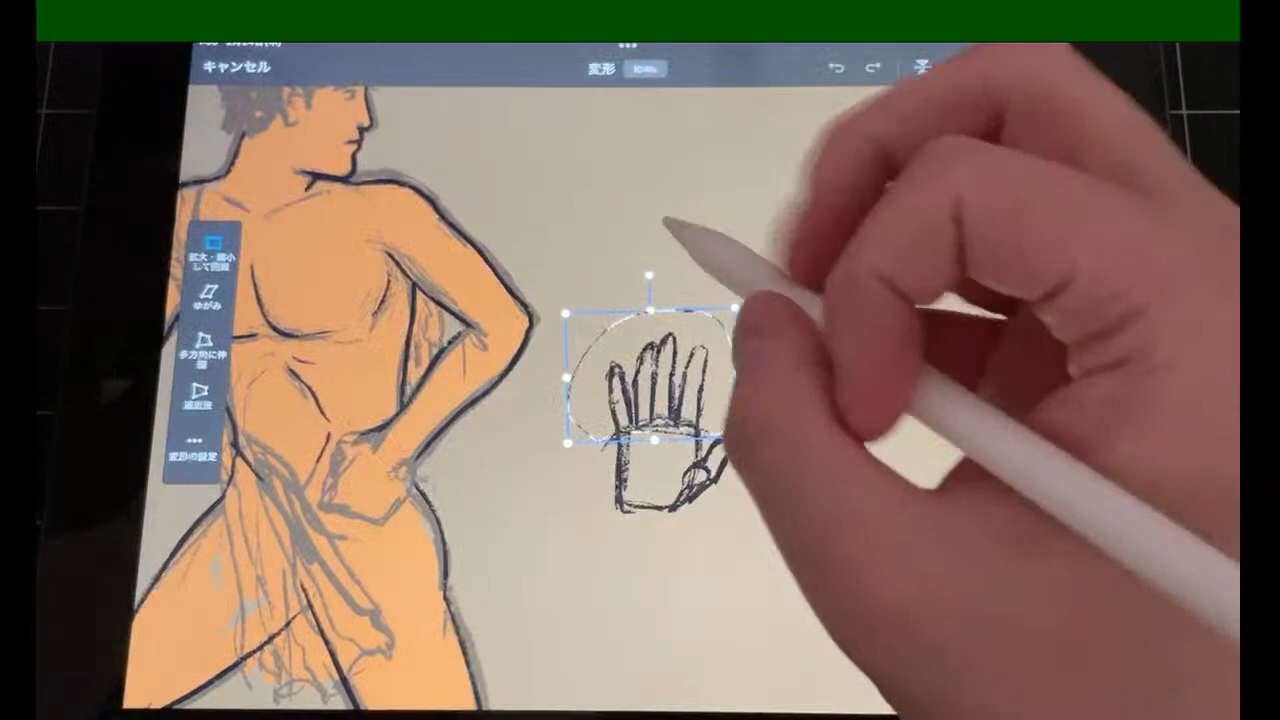 キャンセル
変形
拡大・縮小
して回転
ゆがみ
多方向に伸
縮
遠近法
変形の設定